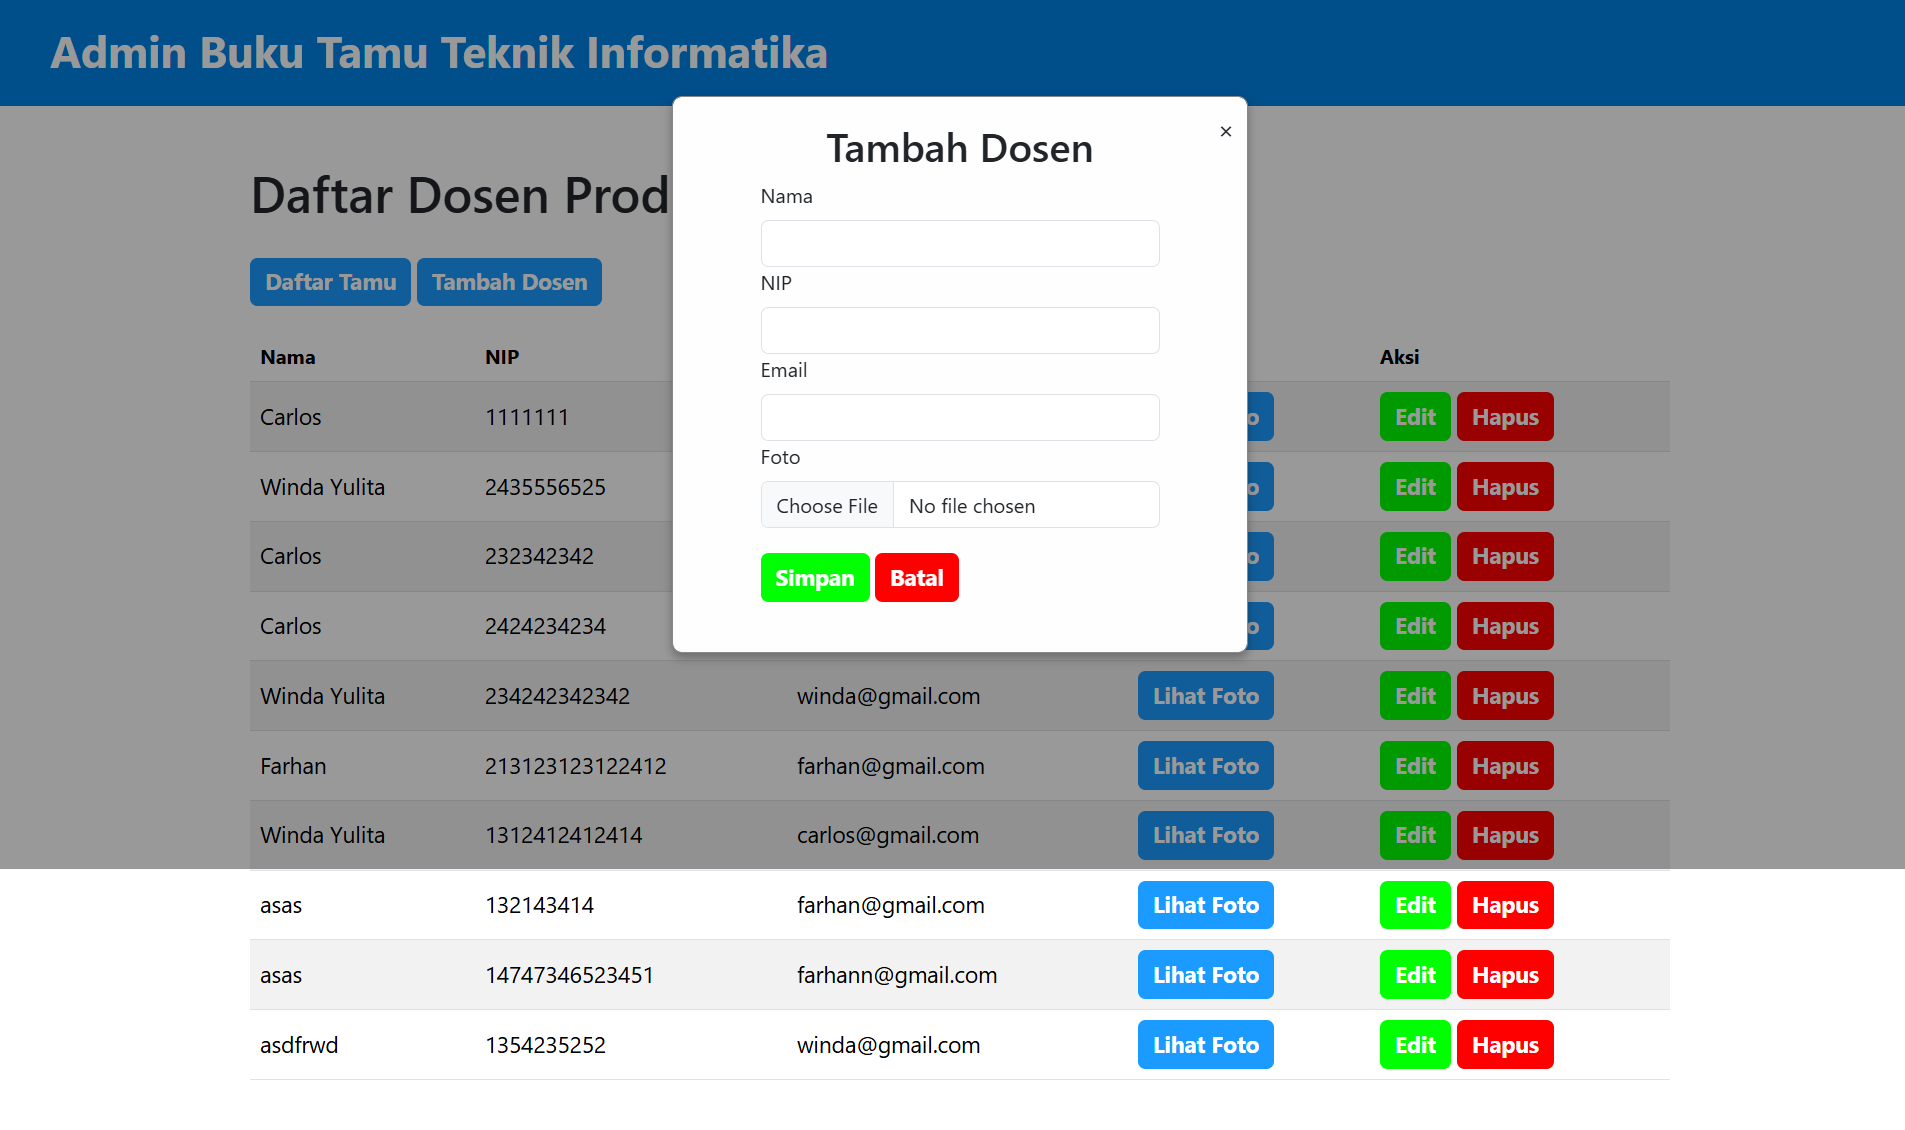 Admin Buku Tamu Teknik Informatika
×
Tambah Dosen
Nama
NIP
Email
Foto
Choose File No file chosen
Simpan Batal
Daftar Dosen Prod
Daftar Tamu Tambah Dosen
Nama NIP Aksi
Carlos 1111111 o Edit Hapus
Winda Yulita 2435556525 o Edit Hapus
Carlos 232342342 o Edit Hapus
Carlos 2424234234 o Edit Hapus
Winda Yulita 234242342342 winda@gmail.com Lihat Foto Edit Hapus
Farhan 213123123122412 farhan@gmail.com Lihat Foto Edit Hapus
Winda Yulita 1312412412414 carlos@gmail.com Lihat Foto Edit Hapus
asas 132143414 farhan@gmail.com Lihat Foto Edit Hapus
asas 14747346523451 farhann@gmail.com Lihat Foto Edit Hapus
asdfrwd 1354235252 winda@gmail.com Lihat Foto Edit Hapus